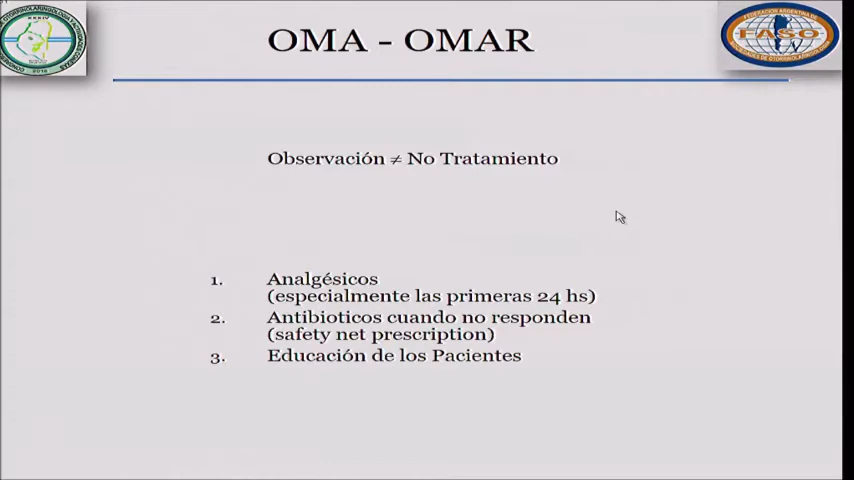 OMA - OMAR
FASO
Observación ≠ No Tratamiento
1. Analgésicos
(especialmente las primeras 24 hs)
2. Antibioticos cuando no responden
(safety net prescription)
3. Educación de los Pacientes